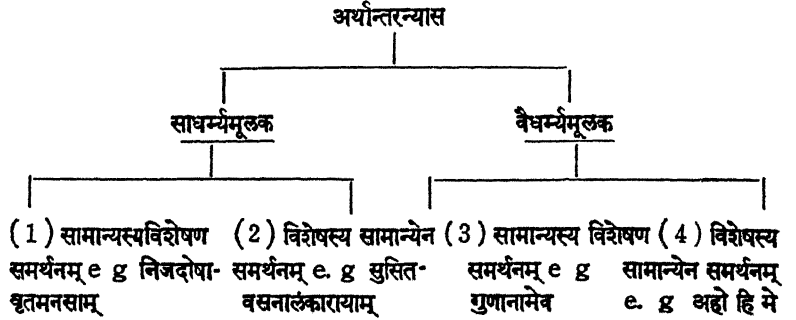 अर्थान्तरन्यास
साधर्म्यमूलक
वैधर्म्यमूलक
(1) सामान्यस्यविशेषण
समर्थनम् e g निजदोषा-
वृतमनसाम्
(2) विशेषस्य सामान्येन
समर्थनम् e. g सुसित-
वसनालंकारायाम्
(3) सामान्यस्य विशेषण
समर्थनम् e g
गुणानामेव
(4) विशेषस्य
सामान्येन समर्थनम्
e. g अहो हि मे